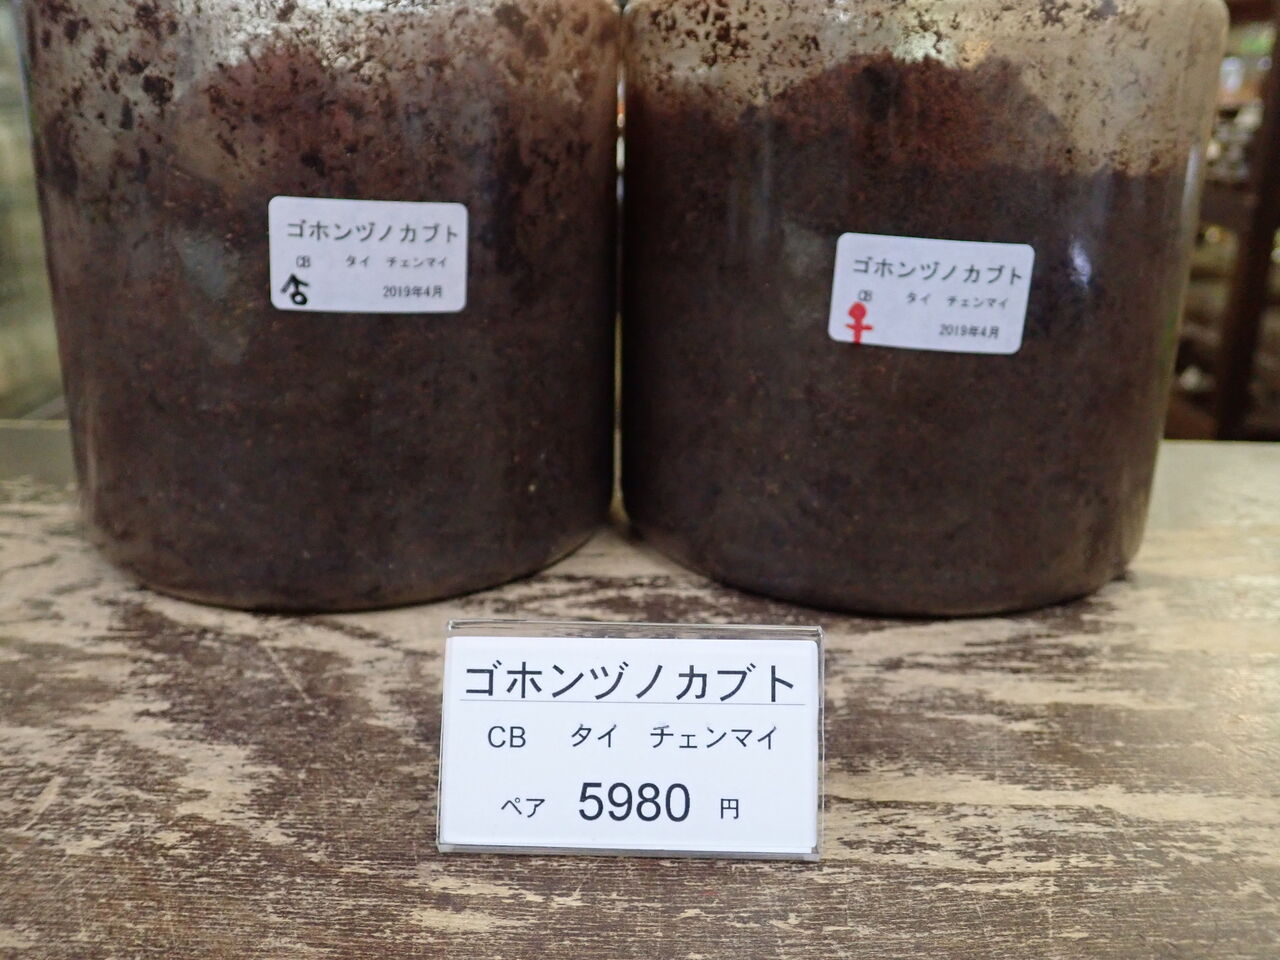 ゴホンヅノカブト
CB タイ チェンマイ
♂ 2019年4月
ゴホンヅノカブト
CB タイ チェンマイ
♀ 2019年4月
ゴホンヅノカブト
CB タイ チェンマイ
ペア 5980 円